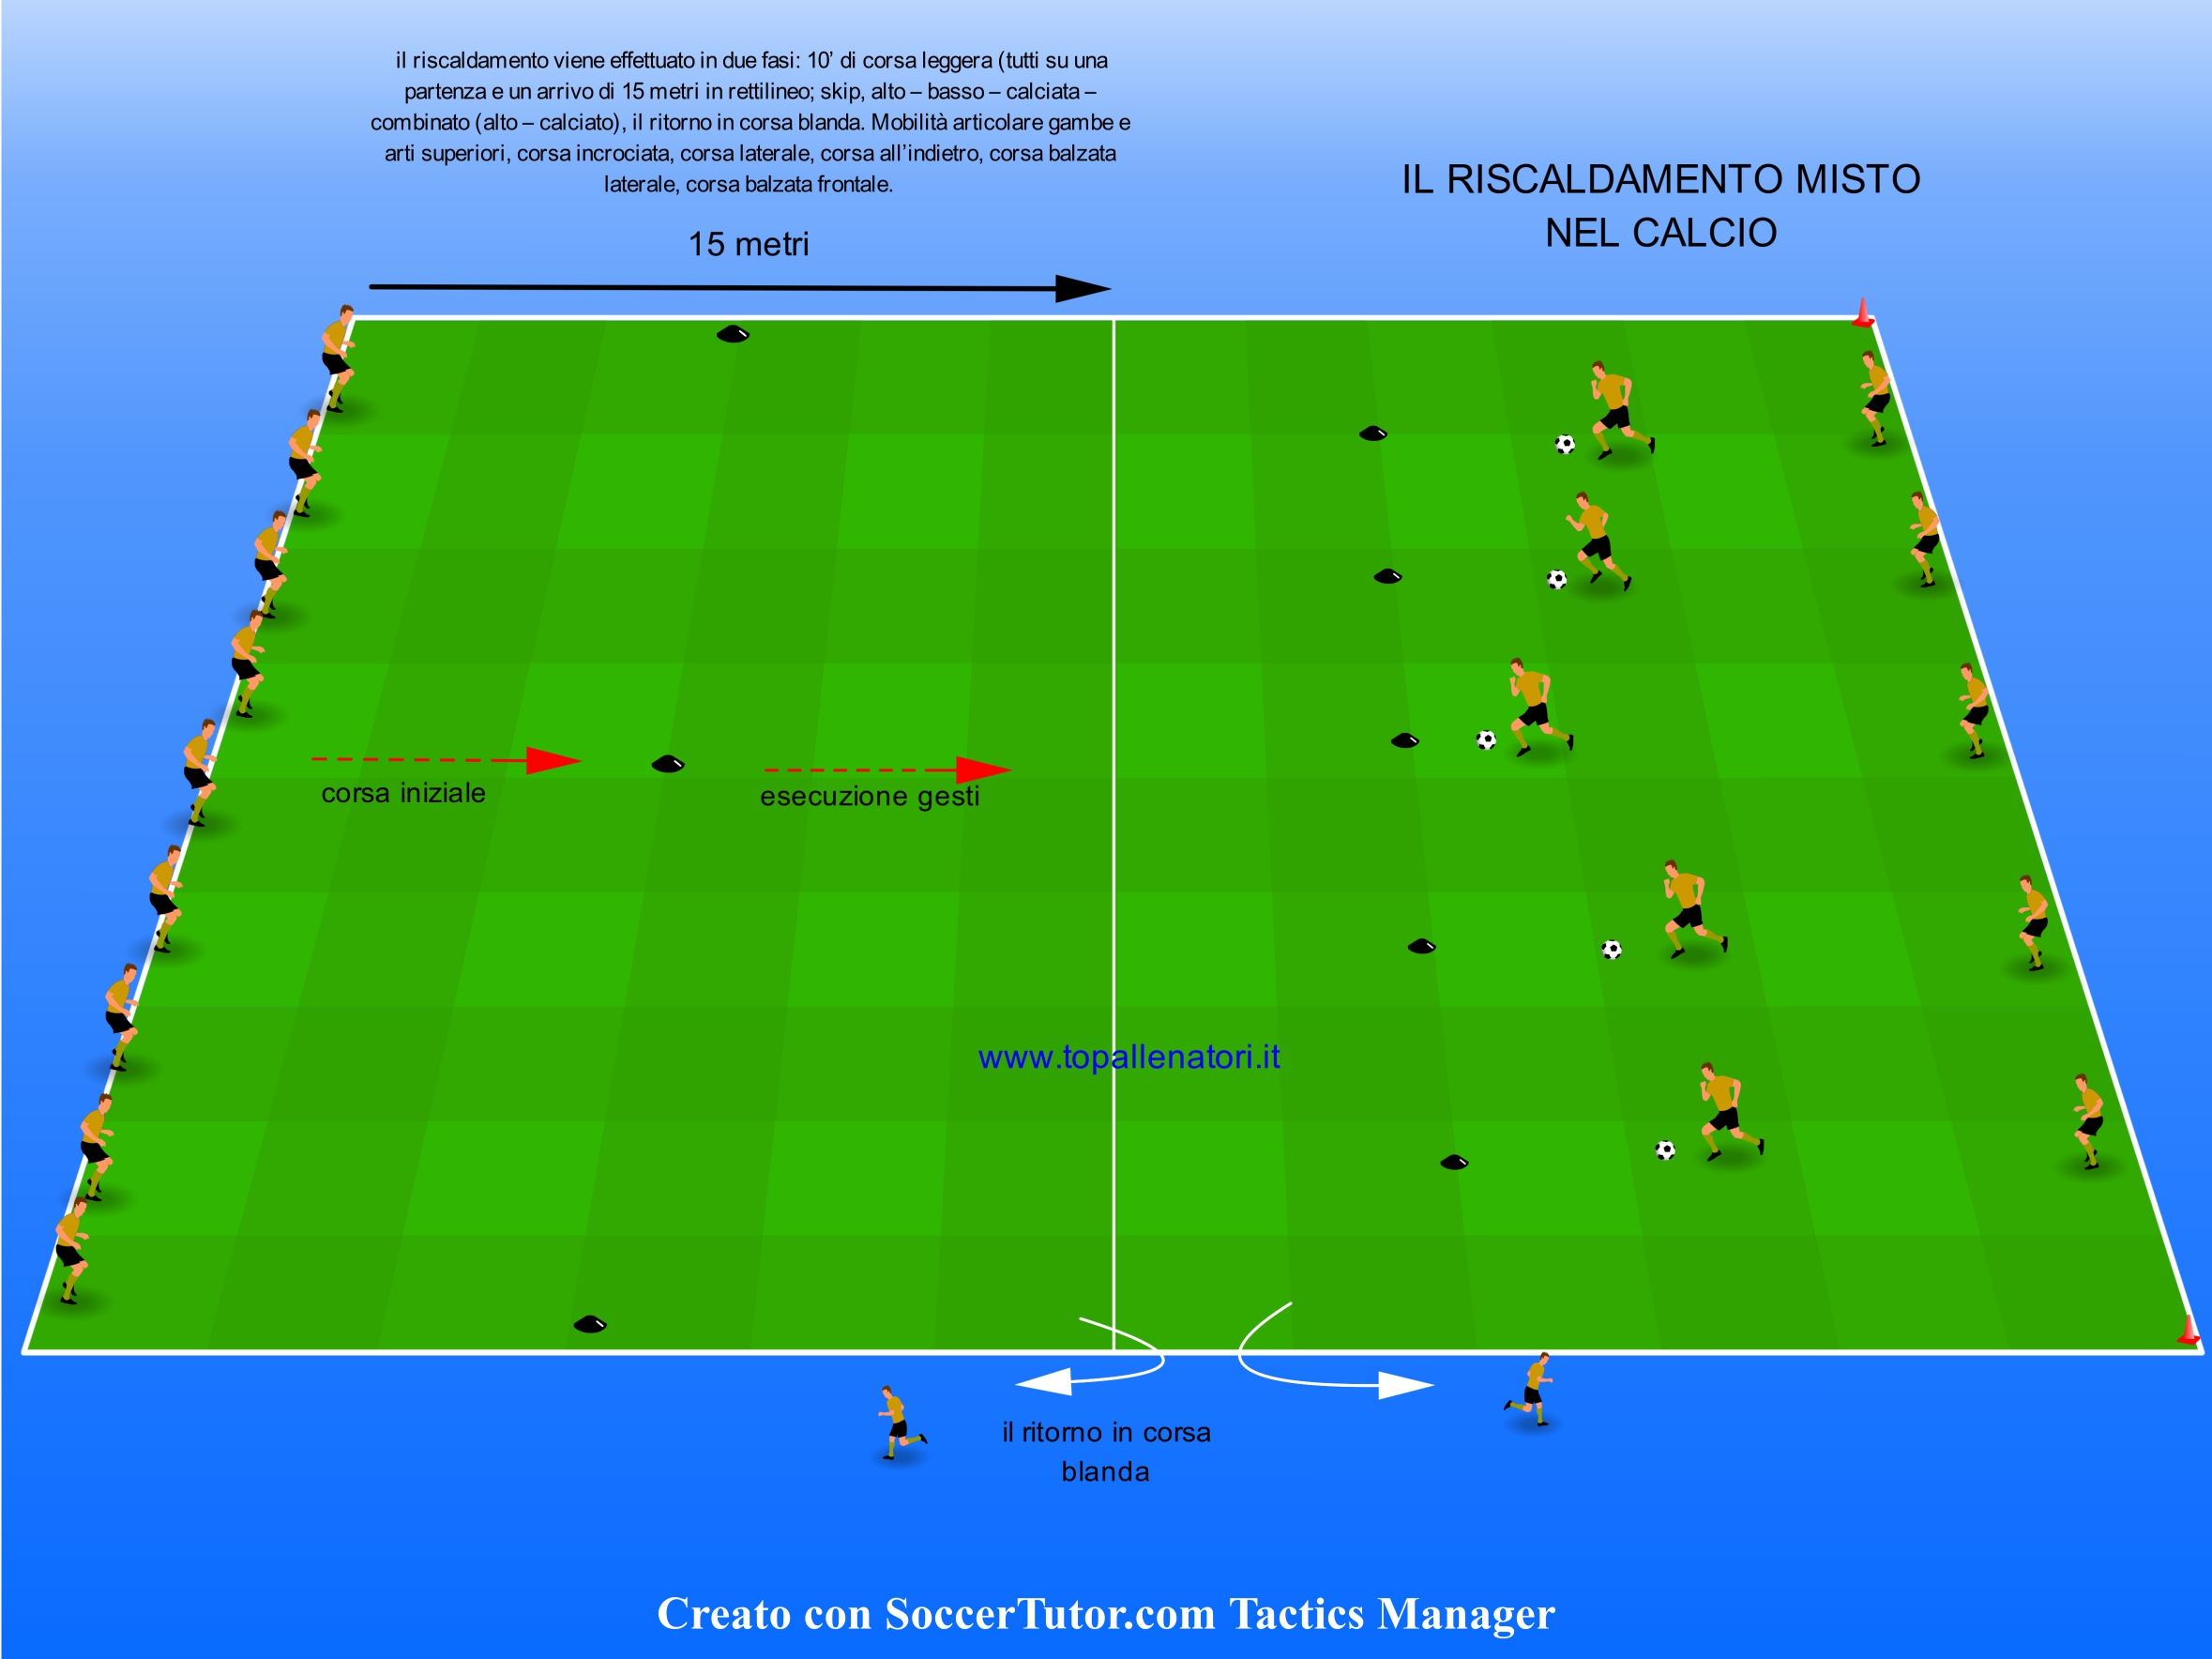 il riscaldamento viene effettuato in due fasi: 10’ di corsa leggera (tutti su una
partenza e un arrivo di 15 metri in rettilineo; skip, alto – basso – calciata –
combinato (alto – calciato), il ritorno in corsa blanda. Mobilità articolare gambe e
arti superiori, corsa incrociata, corsa laterale, corsa all’indietro, corsa balzata
laterale, corsa balzata frontale.
IL RISCALDAMENTO MISTO
NEL CALCIO
15 metri
corsa iniziale
esecuzione gesti
www.topallenatori.it
il ritorno in corsa
blanda
Creato con SoccerTutor.com Tactics Manager